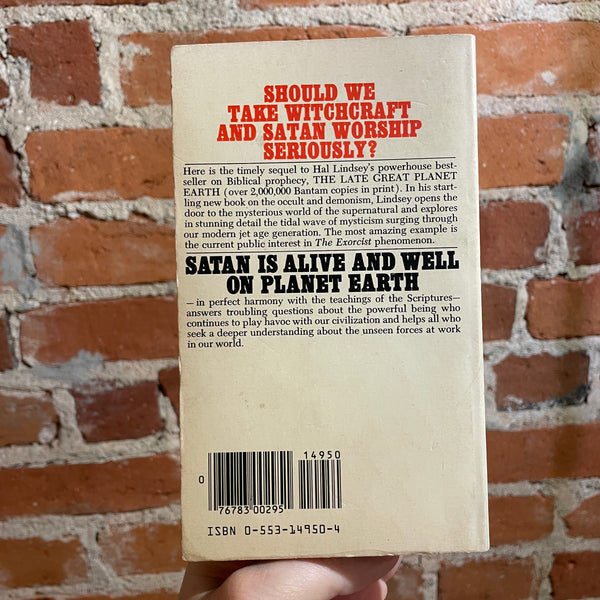 SHOULD WE
TAKE WITCHCRAFT
AND SATAN WORSHIP
SERIOUSLY?
Here is the timely sequel to Hal Lindsey's powerhouse best-
seller on Biblical prophecy, THE LATE GREAT PLANET
EARTH (over 2,000,000 Bantam copies in print). In his start-
ling new book on the occult and demonism, Lindsey opens the
door to the mysterious world of the supernatural and explores
in stunning detail the tidal wave of mysticism surging through
our modern jet age generation. The most amazing example is
the current public interest in The Exorcist phenomenon.
SATAN IS ALIVE AND WELL
ON PLANET EARTH
—in perfect harmony with the teachings of the Scriptures—
answers troubling questions about the powerful being who
continues to play havoc with our civilization and helps all who
seek a deeper understanding about the unseen forces at work
in our world.
14950
0
76783 00295
ISBN 0-553-14950-4